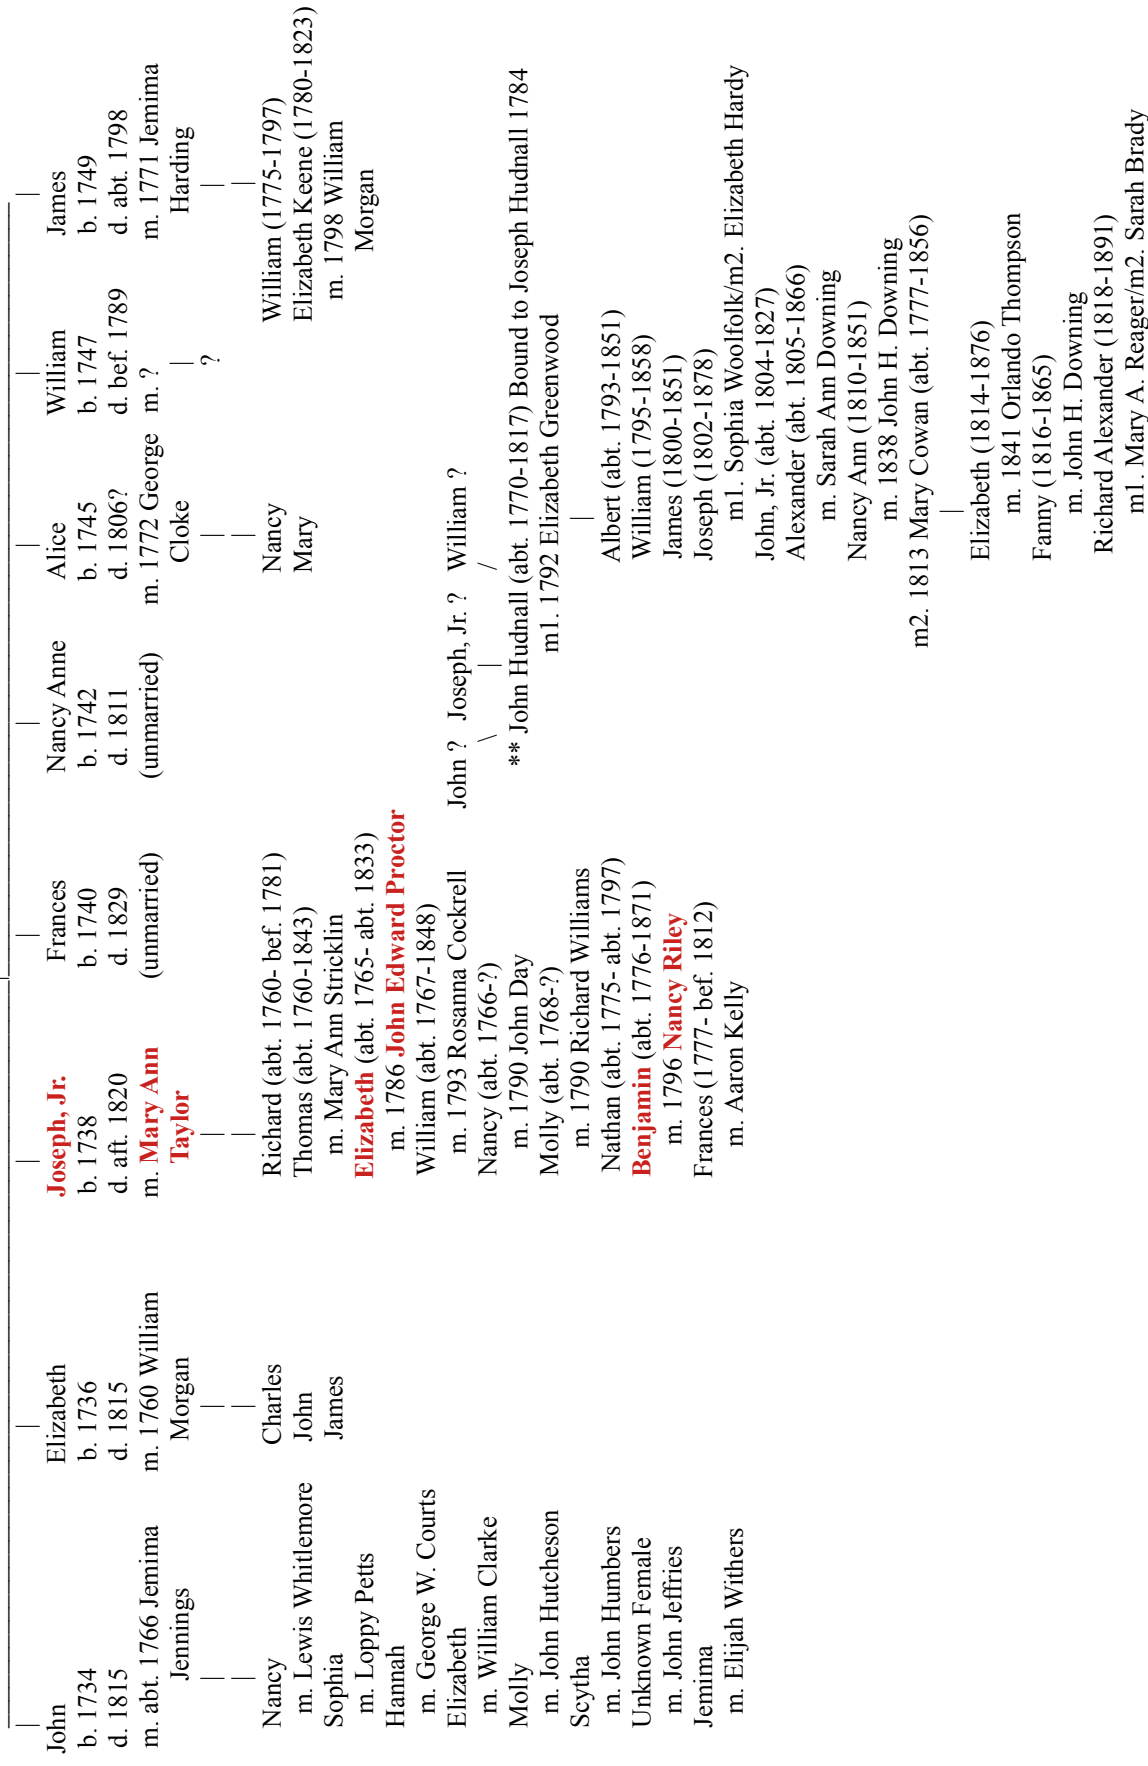 John
b. 1734
d. 1815
m. abt. 1766 Jemima
Jennings
Nancy
m. Lewis Whitlemore
Sophia
m. Loppy Petts
Hannah
m. George W. Courts
Elizabeth
m. William Clarke
Molly
m. John Hutcheson
Scytha
m. John Humbers
Unknown Female
m. John Jeffries
Jemima
m. Elijah Withers
Elizabeth
b. 1736
d. 1815
m. 1760 William
Morgan
Charles
John
James
Joseph, Jr.
b. 1738
d. aft. 1820
m. Mary Ann
Taylor
Richard (abt. 1760- bef. 1781)
Thomas (abt. 1760-1843)
m. Mary Ann Stricklin
Elizabeth (abt. 1765- abt. 1833)
m. 1786 John Edward Proctor
William (abt. 1767-1848)
m. 1793 Rosanna Cockrell
Nancy (abt. 1766-?)
m. 1790 John Day
Molly (abt. 1768-?)
m. 1790 Richard Williams
Nathan (abt. 1775- abt. 1797)
Benjamin (abt. 1776-1871)
m. 1796 Nancy Riley
Frances (1777- bef. 1812)
m. Aaron Kelly
Frances
b. 1740
d. 1829
(unmarried)
Nancy Anne
b. 1742
d. 1811
(unmarried)
Alice
b. 1745
d. 1806?
m. 1772 George
Cloke
Nancy
Mary
William
b. 1747
d. bef. 1789
m. ?
?
James
b. 1749
d. abt. 1798
m. 1771 Jemima
Harding
William (1775-1797)
Elizabeth Keene (1780-1823)
m. 1798 William
Morgan
John ? Joseph, Jr. ? William ?
** John Hudnall (abt. 1770-1817) Bound to Joseph Hudnall 1784
m1. 1792 Elizabeth Greenwood
Albert (abt. 1793-1851)
William (1795-1858)
James (1800-1851)
Joseph (1802-1878)
m1. Sophia Woolfolk/m2. Elizabeth Hardy
John, Jr. (abt. 1804-1827)
Alexander (abt. 1805-1866)
m. Sarah Ann Downing
Nancy Ann (1810-1851)
m. 1838 John H. Downing
m2. 1813 Mary Cowan (abt. 1777-1856)
Elizabeth (1814-1876)
m. 1841 Orlando Thompson
Fanny (1816-1865)
m. John H. Downing
Richard Alexander (1818-1891)
m1. Mary A. Reager/m2. Sarah Brady